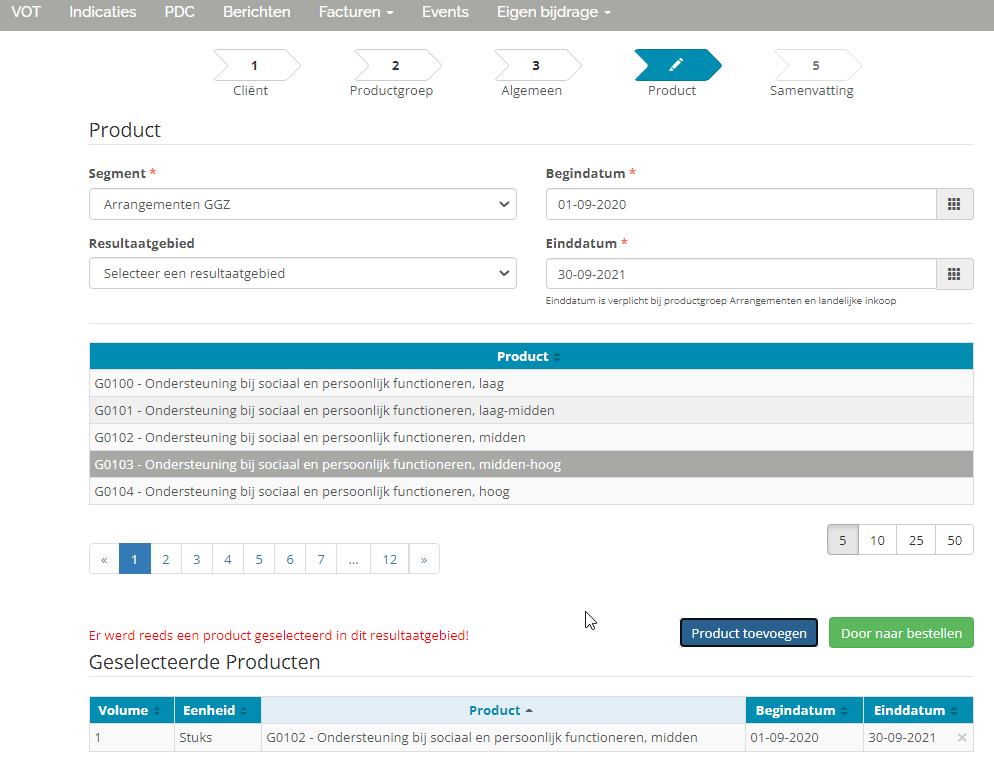 VOT Indicaties PDC Berichten Facturen Events Eigen bijdrage
1 2 3 5
Cliënt Productgroep Algemeen Product Samenvatting
Product
Segment * Begindatum *
Arrangementen GGZ 01-09-2020
Resultaatgebied Einddatum *
Selecteer een resultaatgebied 30-09-2021
Einddatum is verplicht bij productgroep Arrangementen en landelijke inkoop
Product
G0100 - Ondersteuning bij sociaal en persoonlijk functioneren, laag
G0101 - Ondersteuning bij sociaal en persoonlijk functioneren, laag-midden
G0102 - Ondersteuning bij sociaal en persoonlijk functioneren, midden
G0103 - Ondersteuning bij sociaal en persoonlijk functioneren, midden-hoog
G0104 - Ondersteuning bij sociaal en persoonlijk functioneren, hoog
5 10 25 50
« 1 2 3 4 5 6 7 ... 12 »
Er werd reeds een product geselecteerd in dit resultaatgebied! Product toevoegen Door naar bestellen
Geselecteerde Producten
Volume Eenheid Product Begindatum Einddatum
1 Stuks G0102 - Ondersteuning bij sociaal en persoonlijk functioneren, midden 01-09-2020 30-09-2021 ×